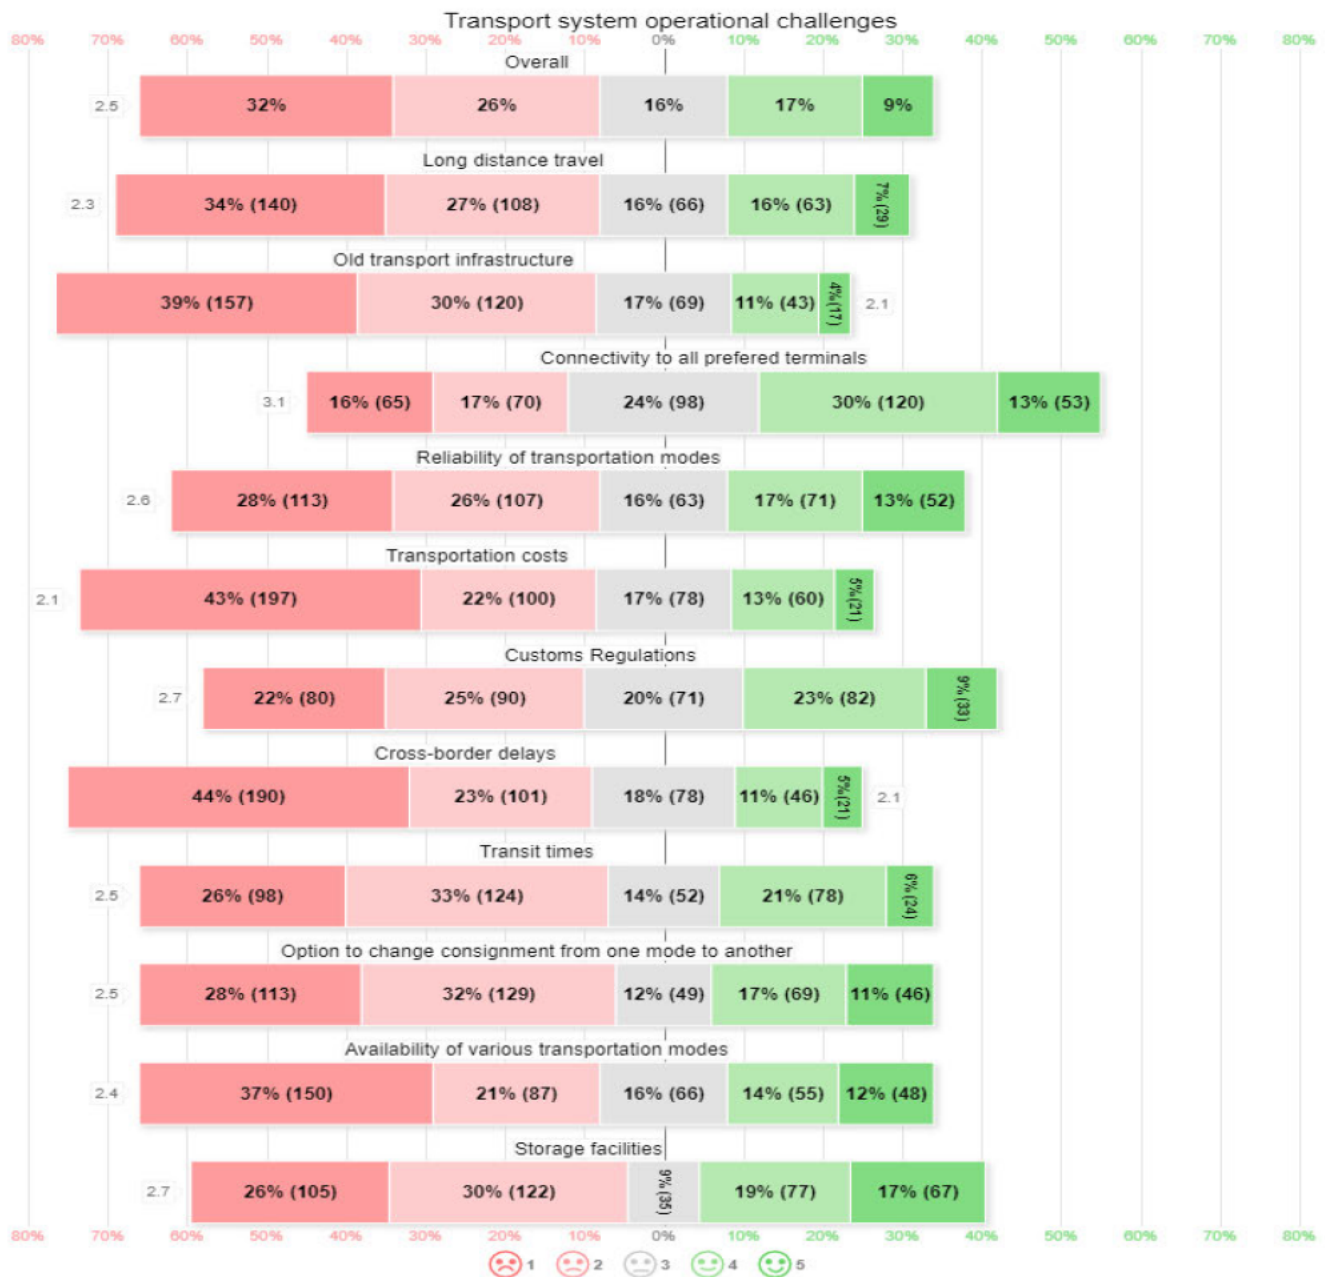 Transport system operational challenges
80% 70% 60% 50% 40% 30% 20% 10% 0% 10% 20% 30% 40% 50% 60% 70% 80%
Overall
2.5 32% 26% 16% 17% 9%
Long distance travel
2.3 34% (140) 27% (108) 16% (66) 16% (63) 7% (29)
Old transport infrastructure
39% (157) 30% (120) 17% (69) 11% (43) 4% (17) 2.1
Connectivity to all prefered terminals
3.1 16% (65) 17% (70) 24% (98) 30% (120) 13% (53)
Reliability of transportation modes
2.6 28% (113) 26% (107) 16% (63) 17% (71) 13% (52)
Transportation costs
2.1 43% (197) 22% (100) 17% (78) 13% (60) 5% (21)
Customs Regulations
2.7 22% (80) 25% (90) 20% (71) 23% (82) 9% (33)
Cross-border delays
44% (190) 23% (101) 18% (78) 11% (46) 5% (21) 2.1
Transit times
2.5 26% (98) 33% (124) 14% (52) 21% (78) 6% (24)
Option to change consignment from one mode to another
2.5 28% (113) 32% (129) 12% (49) 17% (69) 11% (46)
Availability of various transportation modes
2.4 37% (150) 21% (87) 16% (66) 14% (55) 12% (48)
Storage facilities
2.7 26% (105) 30% (122) 9% (35) 19% (77) 17% (67)
80% 70% 60% 50% 40% 30% 20% 10% 0% 10% 20% 30% 40% 50% 60% 70% 80%
1 2 3 4 5